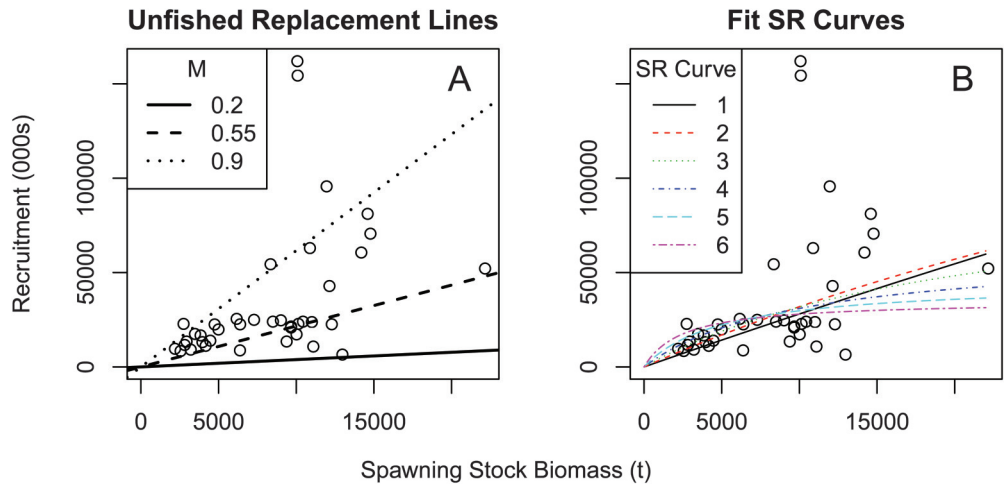 Unfished Replacement Lines
Fit SR Curves
Recruitment (000s)
0
50000
100000
M
0.2
0.55
0.9
A
0
5000
15000
0
50000
100000
SR Curve
1
2
3
4
5
6
B
0
5000
15000
Spawning Stock Biomass (t)